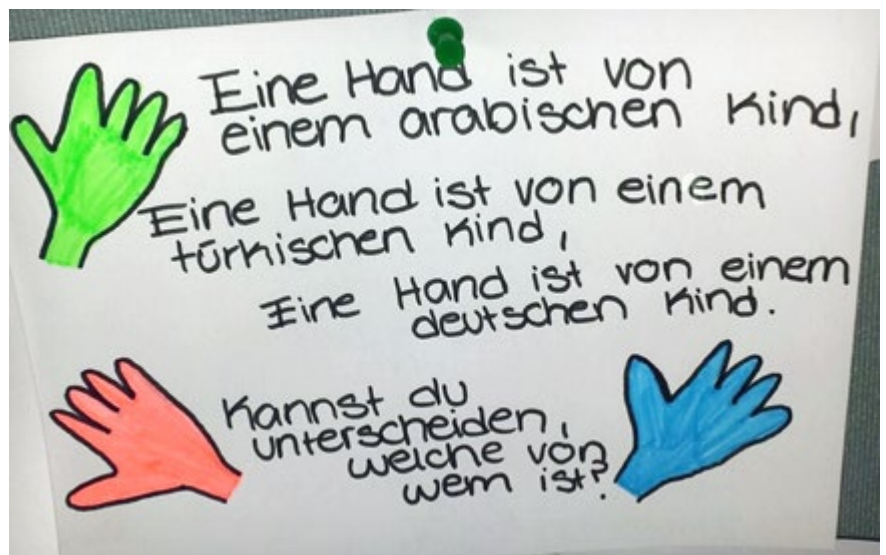 Eine Hand ist von
einem arabischen Kind,
Eine Hand ist von einem
türkischen Kind,
Eine Hand ist von einem
deutschen Kind.
Kannst du
unterscheiden,
welche von
wem ist?